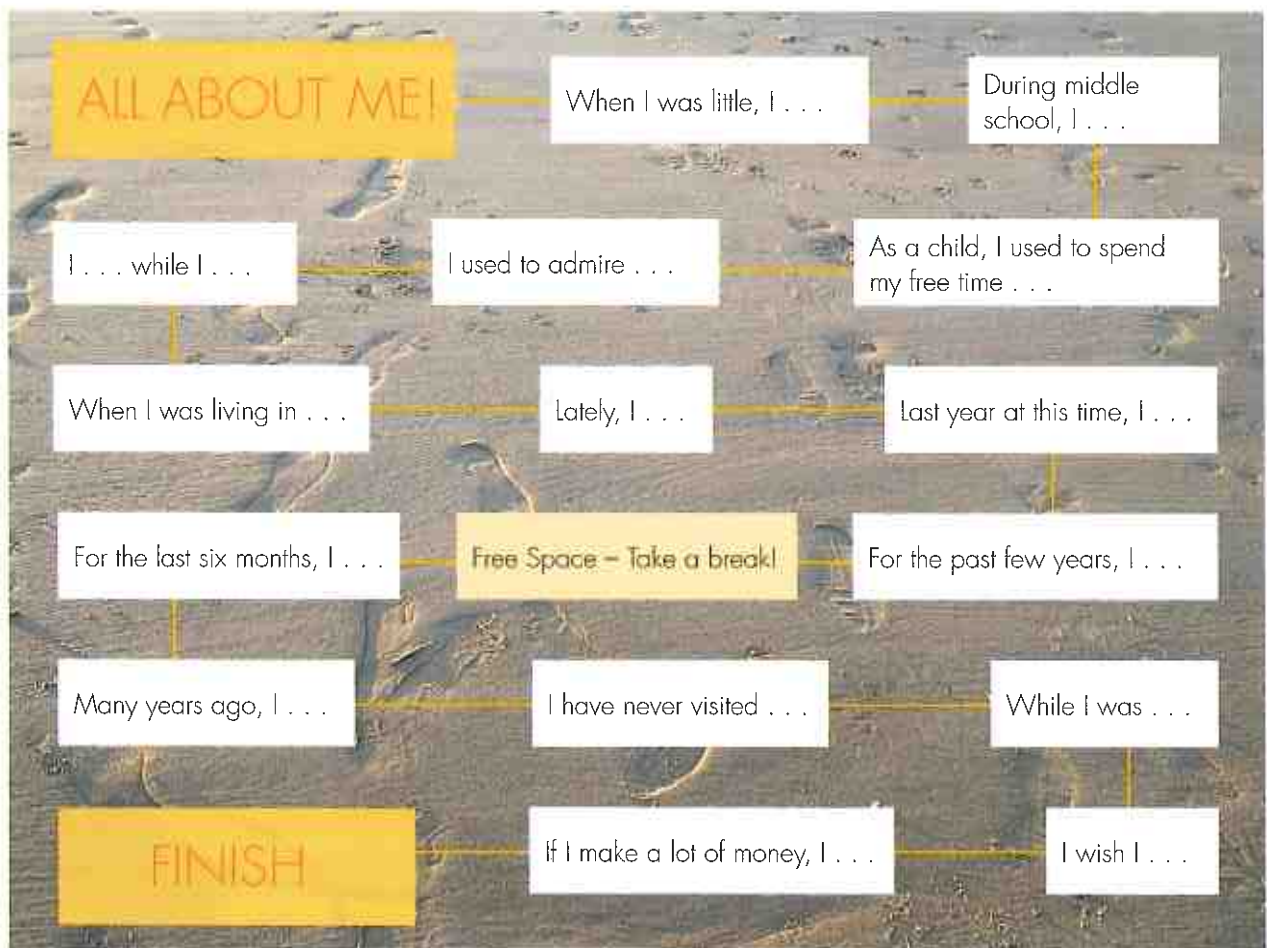 ALL ABOUT ME!
When I was little, I . . .
During middle
school, I . . .
As a child, I used to spend
my free time . . .
I used to admire . . .
I . . . while I . . .
When I was living in . . .
Lately, I . . .
Last year at this time, I . . .
For the past few years, I . . .
Free Space – Take a break!
For the last six months, I . . .
Many years ago, I . . .
I have never visited . . .
While I was . . .
I wish I . . .
If I make a lot of money, I . . .
FINISH